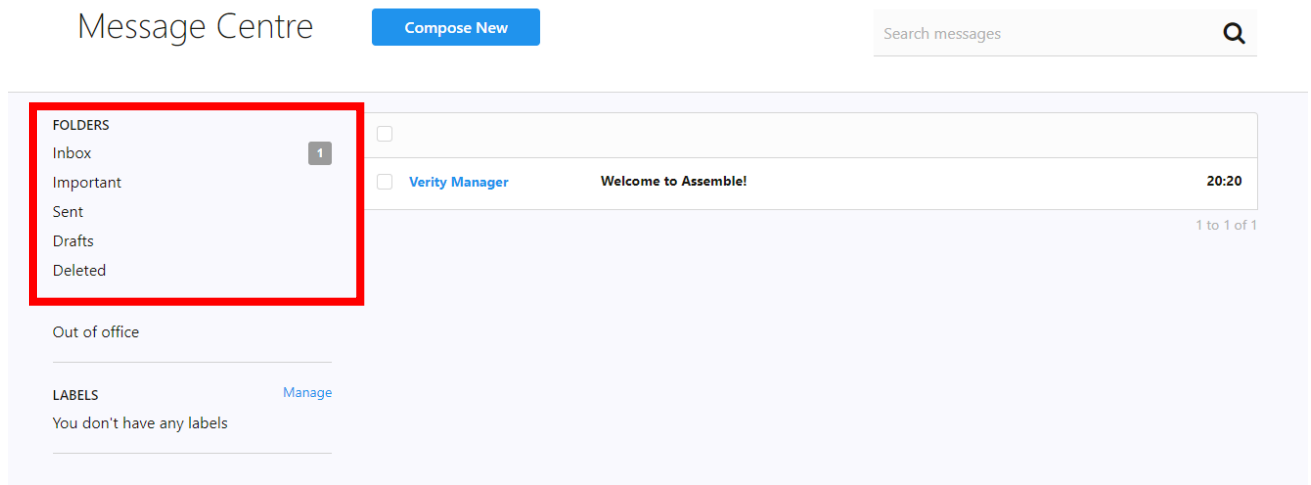 Message Centre
Compose New
Search messages
FOLDERS
Inbox 1
Important
Sent
Drafts
Deleted
Out of office
LABELS Manage
You don't have any labels
Verity Manager Welcome to Assemble! 20:20
1 to 1 of 1